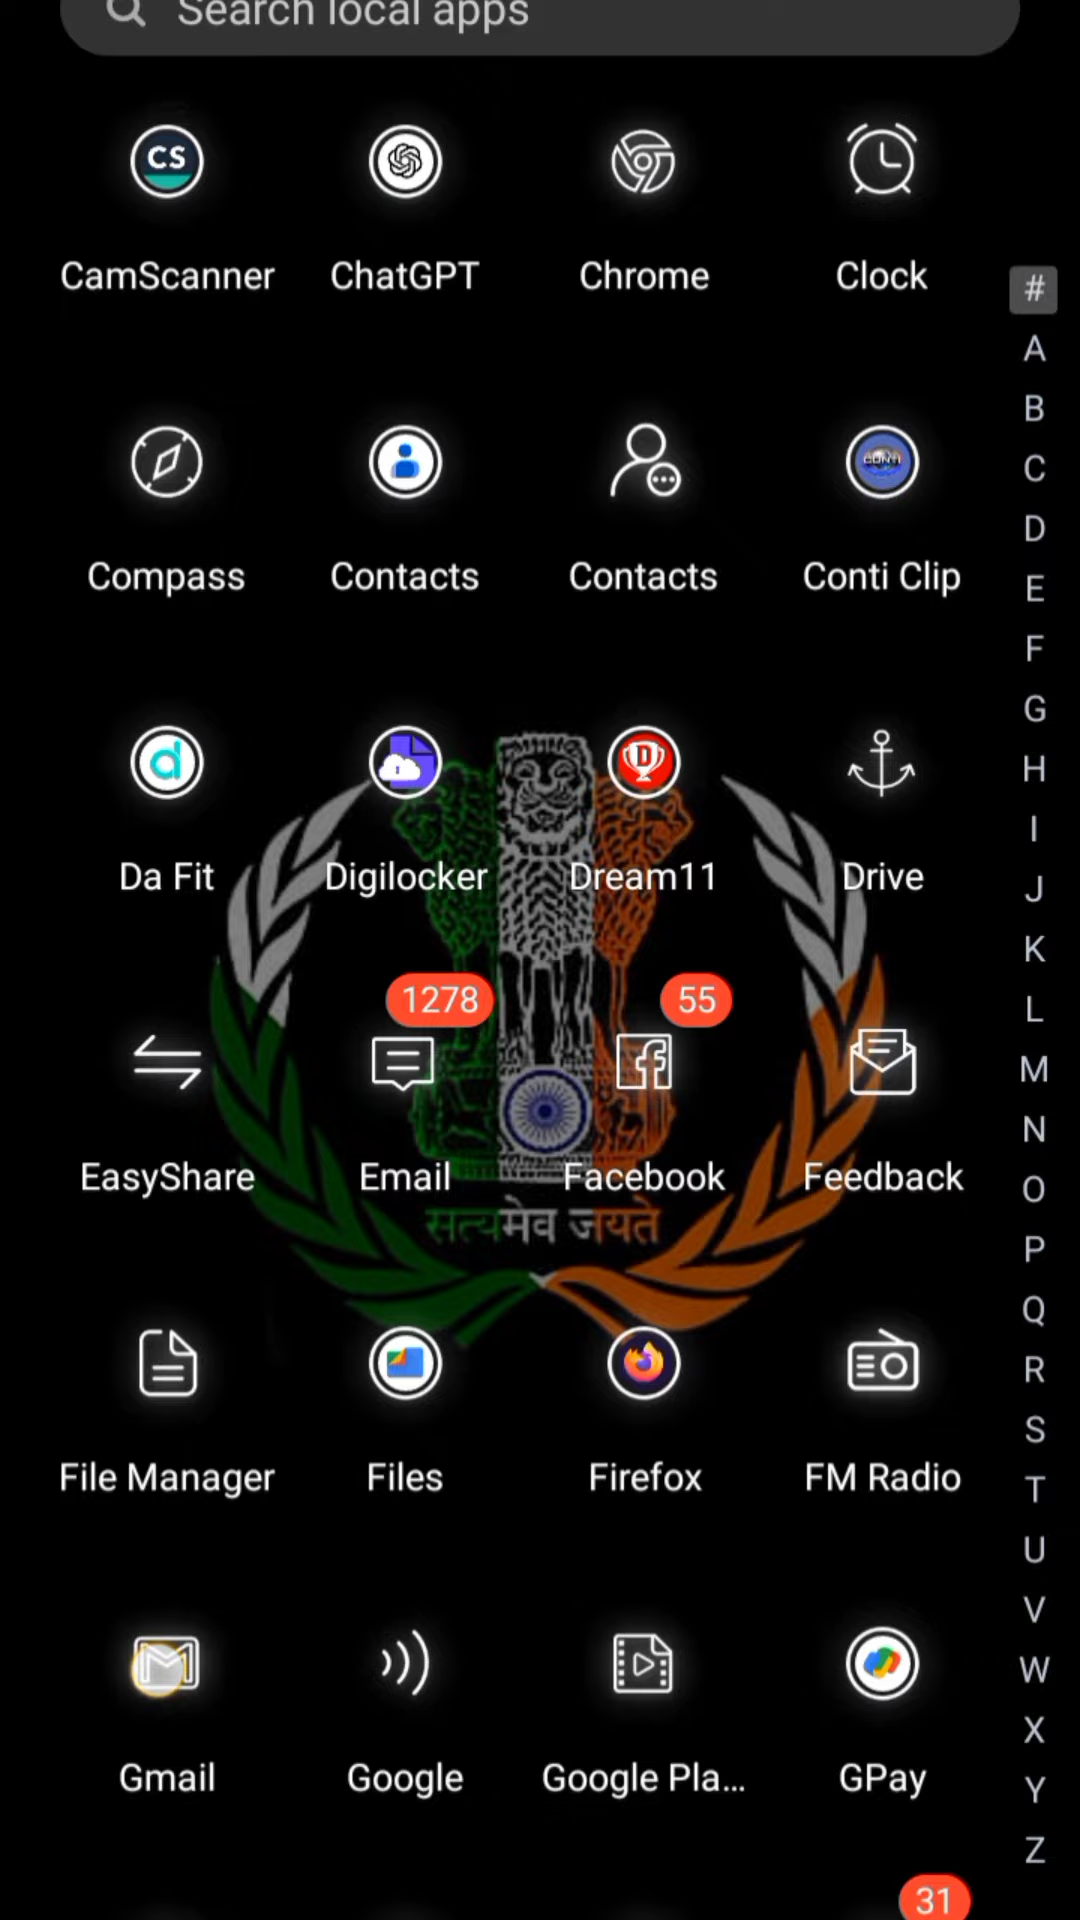 Search local apps
CS
CamScanner ChatGPT Chrome Clock
#
A
B
C
D
E
F
G
H
I
J
K
L
M
N
O
P
Q
R
S
T
U
V
W
X
Y
Z
CONTI
Compass Contacts Contacts Conti Clip
d D
Da Fit Digilocker Dream11 Drive
1278 55
EasyShare Email Facebook Feedback
सत्यमेव जयते
File Manager Files Firefox FM Radio
Gmail Google Google Pla... GPay
31